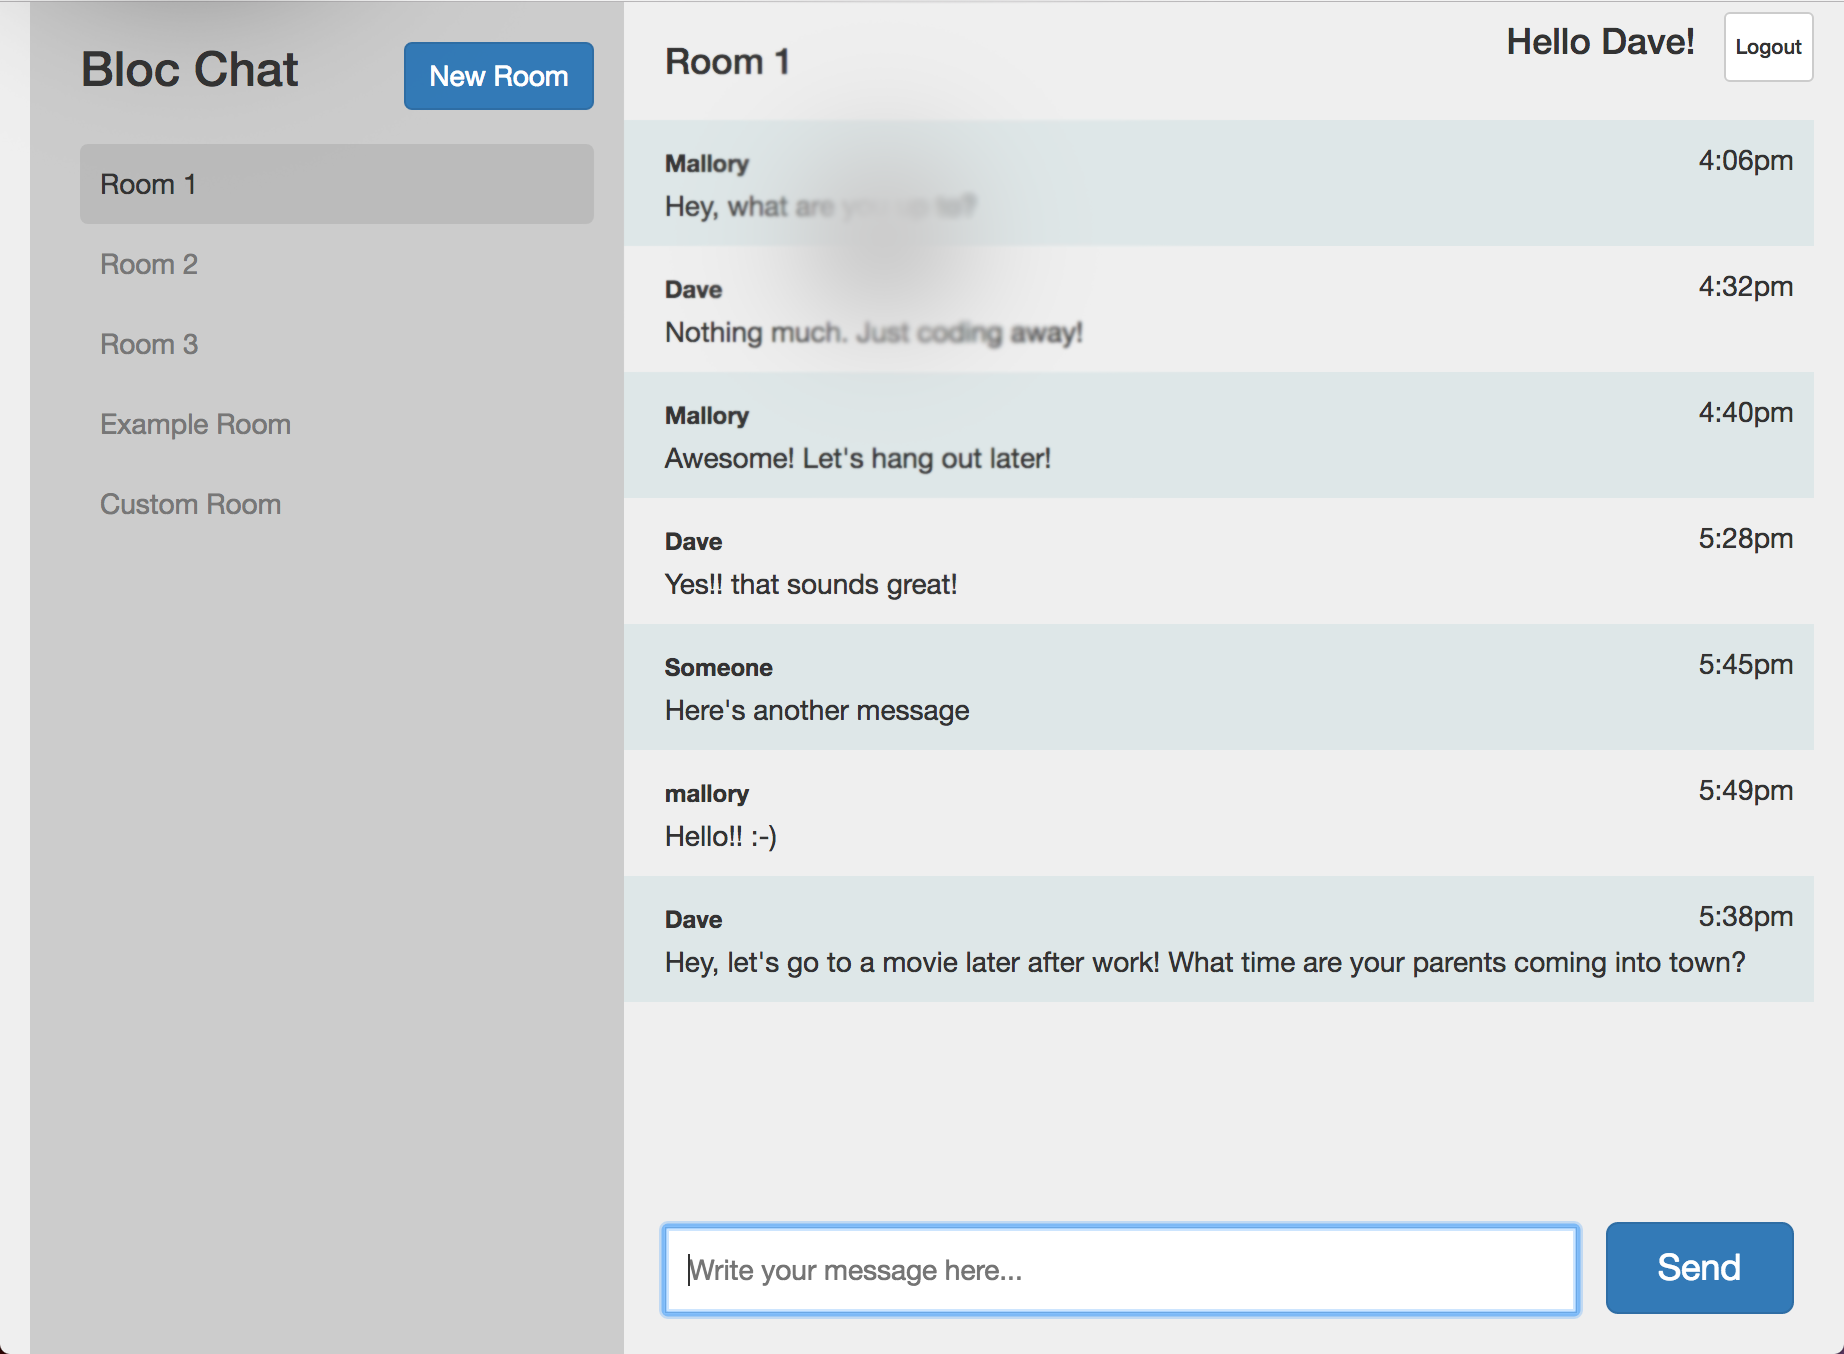 Bloc Chat
New Room
Room 1
Room 2
Room 3
Example Room
Custom Room
Room 1
Hello Dave!
Logout
Mallory
4:06pm
Hey, what are to?
Dave
4:32pm
Nothing much. Just coding away!
Mallory
4:40pm
Awesome! Let's hang out later!
Dave
5:28pm
Yes!! that sounds great!
Someone
5:45pm
Here's another message
mallory
5:49pm
Hello!! :-)
Dave
5:38pm
Hey, let's go to a movie later after work! What time are your parents coming into town?
Write your message here...
Send